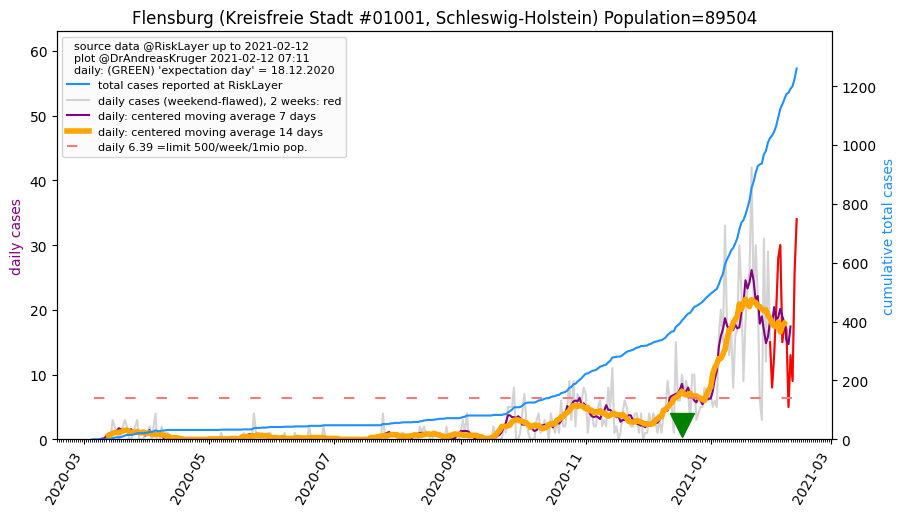 Flensburg (Kreisfreie Stadt #01001, Schleswig-Holstein) Population=89504
source data @RiskLayer up to 2021-02-12
plot @DrAndreasKruger 2021-02-12 07:11
daily: (GREEN) 'expectation day' = 18.12.2020
total cases reported at RiskLayer
daily cases (weekend-flawed), 2 weeks: red
daily: centered moving average 7 days
daily: centered moving average 14 days
daily 6.39 =limit 500/week/1mio pop.
daily cases
60
50
40
30
20
10
0
cumulative total cases
1200
1000
800
600
400
200
0
2020-03
2020-05
2020-07
2020-09
2020-11
2021-01
2021-03